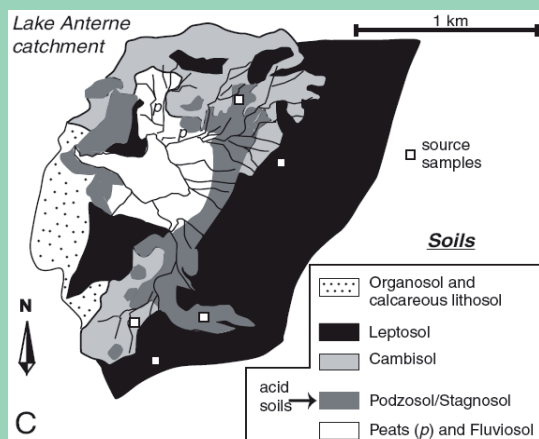 Lake Anterne
catchment
1 km
p
p
source
samples
Soils
Organosol and
calcareous lithosol
Leptosol
Cambisol
acid
soils
Podzosol/Stagnosol
Peats (p) and Fluviosol
N
C